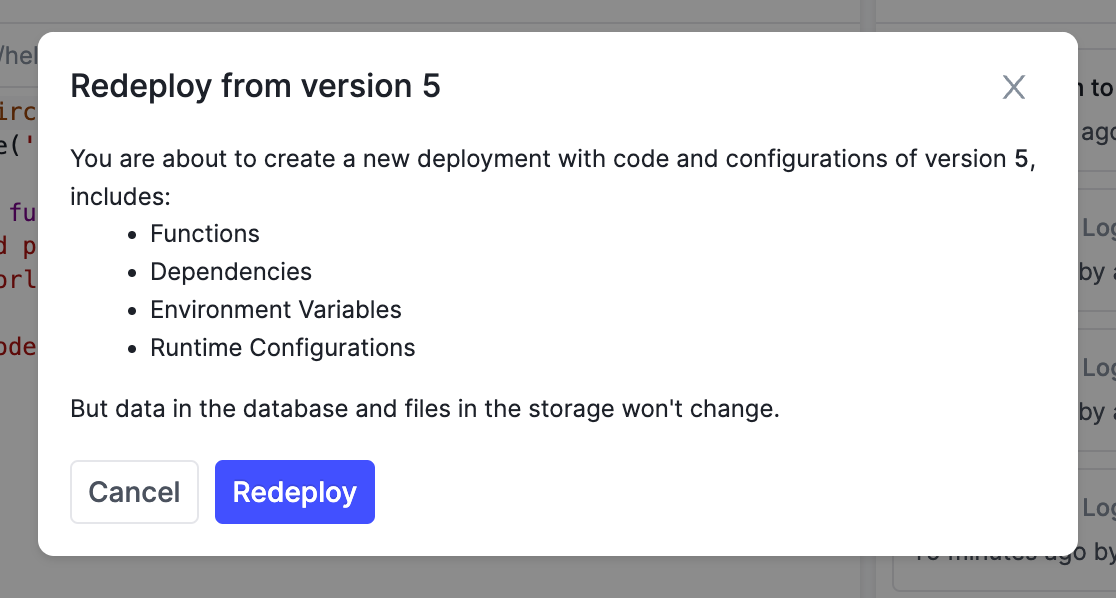 Redeploy from version 5
You are about to create a new deployment with code and configurations of version 5,
includes:
Functions
Dependencies
Environment Variables
Runtime Configurations
But data in the database and files in the storage won't change.
Cancel
Redeploy
/hel
irc
e('
fu
d p
orl
ode
n to
ago
Log
by a
Log
by a
Log
minutes ago by